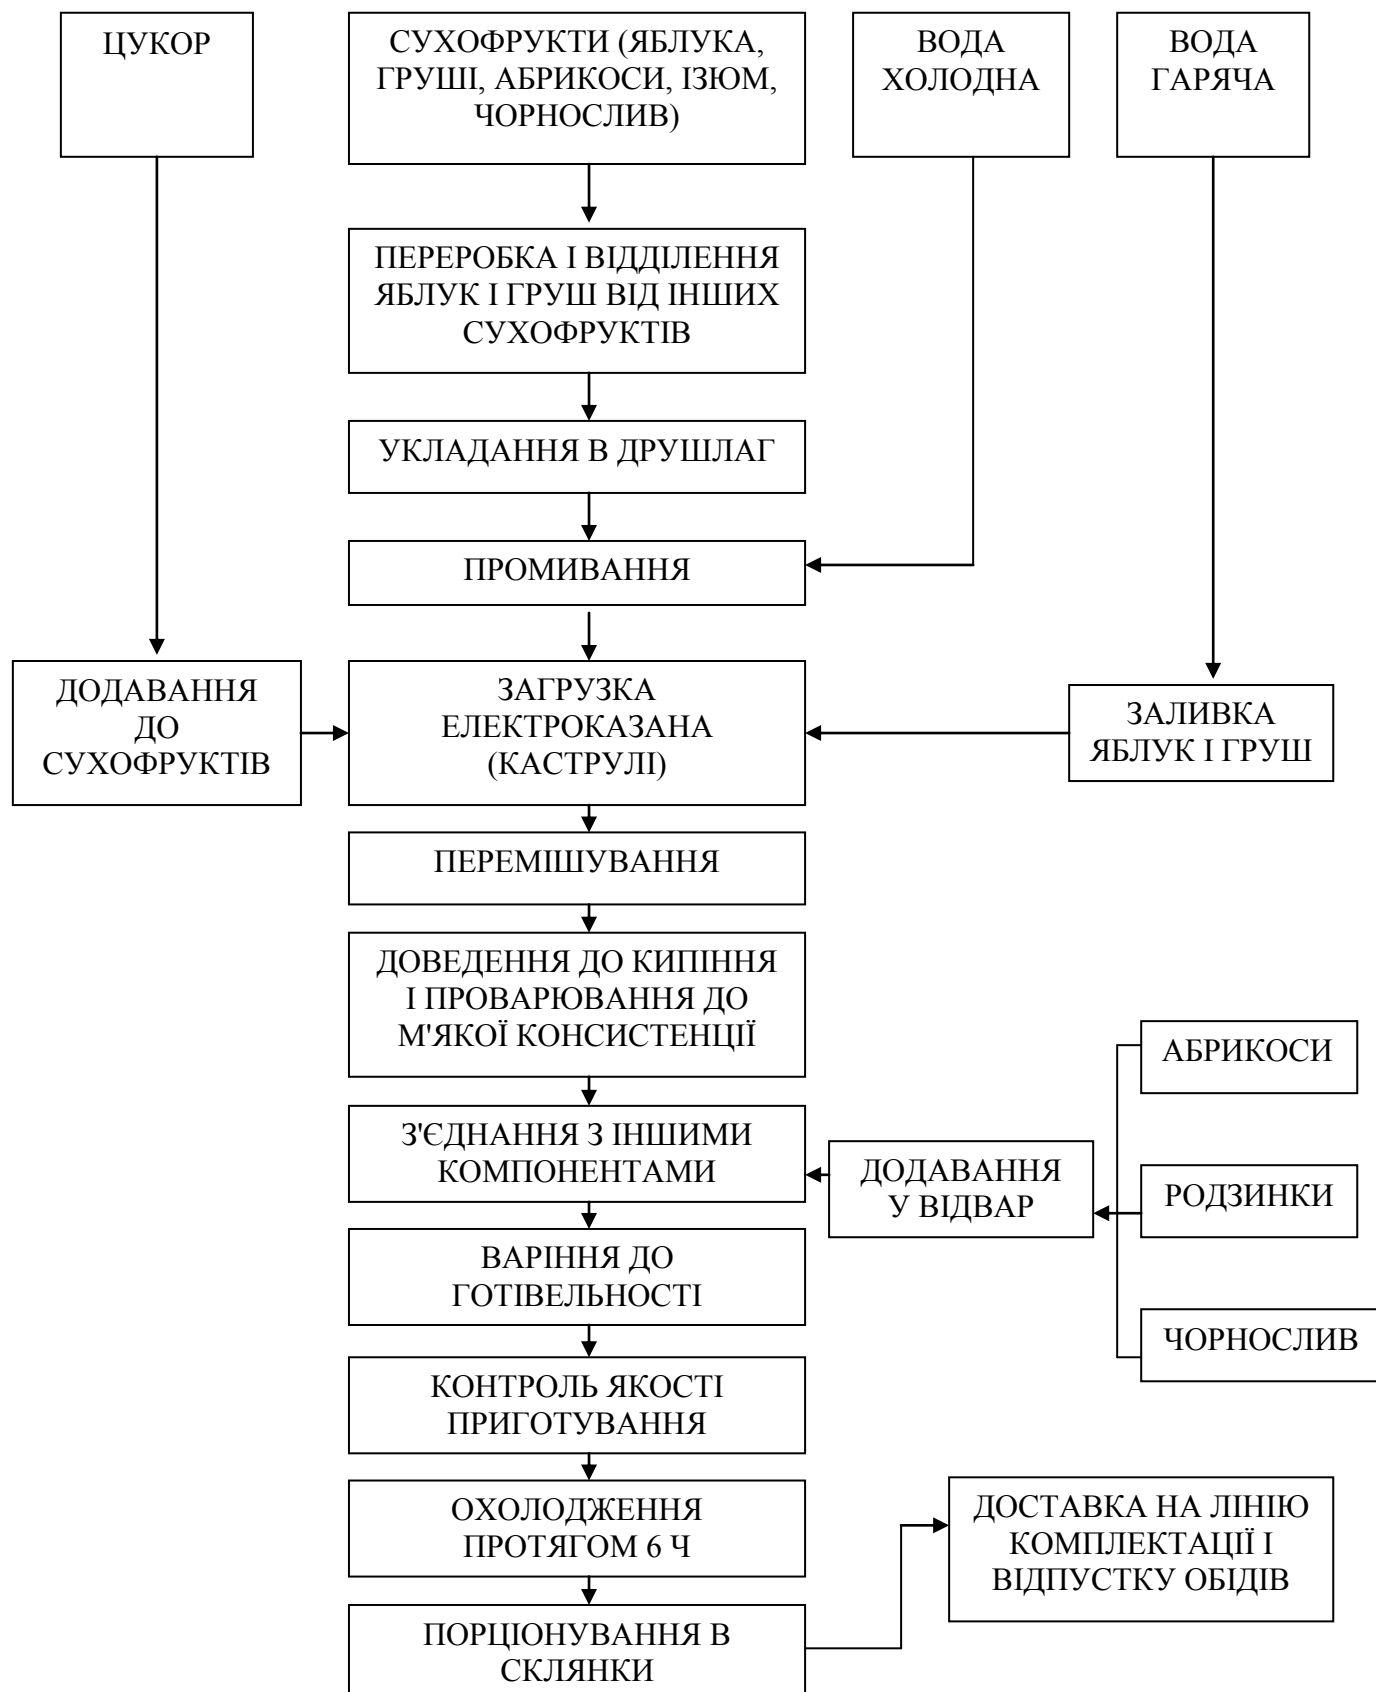 ЦУКОР
СУХОФРУКТИ (ЯБЛУКА,
ГРУШІ, АБРИКОСИ, ІЗЮМ,
ЧОРНОСЛИВ)
ВОДА
ХОЛОДНА
ВОДА
ГАРЯЧА
ПЕРЕРОБКА І ВІДДІЛЕННЯ
ЯБЛУК І ГРУШ ВІД ІНШИХ
СУХОФРУКТІВ
УКЛАДАННЯ В ДРУШЛАГ
ПРОМИВАННЯ
ДОДАВАННЯ
ДО
СУХОФРУКТІВ
ЗАГРУЗКА
ЕЛЕКТРОКАЗАНА
(КАСТРУЛІ)
ЗАЛИВКА
ЯБЛУК І ГРУШ
ПЕРЕМІШУВАННЯ
ДОВЕДЕННЯ ДО КИПІННЯ
І ПРОВАРЮВАННЯ ДО
М'ЯКОЇ КОНСИСТЕНЦІЇ
АБРИКОСИ
З'ЄДНАННЯ З ІНШИМИ
КОМПОНЕНТАМИ
ДОДАВАННЯ
У ВІДВАР
РОДЗИНКИ
ВАРІННЯ ДО
ГОТІВЕЛЬНОСТІ
ЧОРНОСЛИВ
КОНТРОЛЬ ЯКОСТІ
ПРИГОТУВАННЯ
ОХОЛОДЖЕННЯ
ПРОТЯГОМ 6 Ч
ДОСТАВКА НА ЛІНІЮ
КОМПЛЕКТАЦІЇ І
ВІДПУСТКУ ОБІДІВ
ПОРЦІОНУВАННЯ В
СКЛЯНКИ